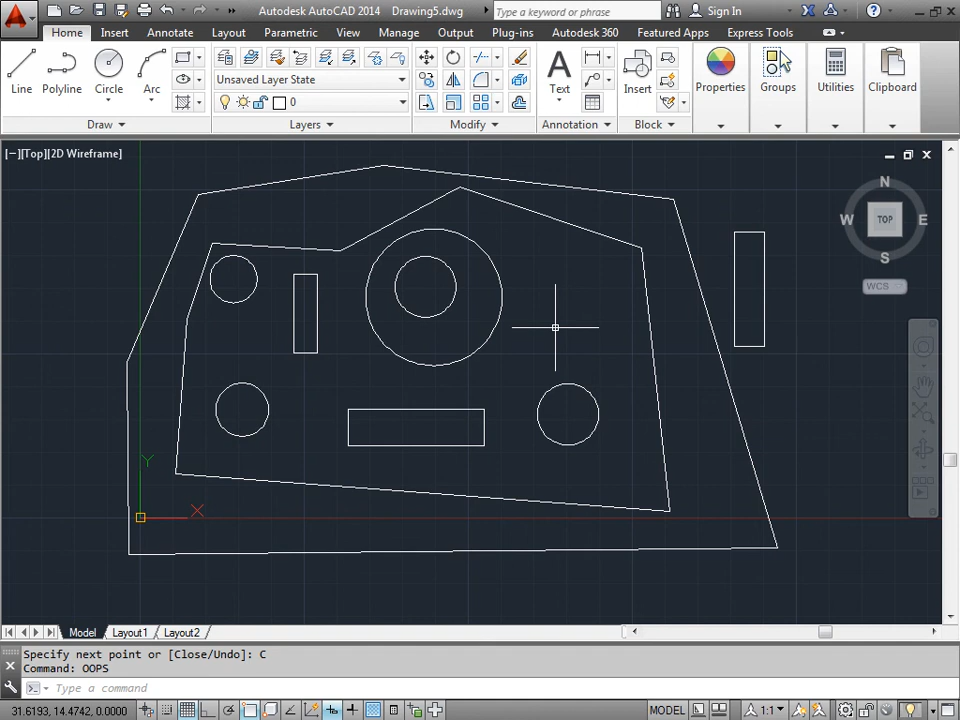 Autodesk AutoCAD 2014 Drawing5.dwg
Type a keyword or phrase
Sign In
Home Insert Annotate Layout Parametric View Manage Output Plug-ins Autodesk 360 Featured Apps Express Tools
Unsaved Layer State
0
Line Polyline Circle Arc
Text
Insert
Properties Groups Utilities Clipboard
Draw Layers Modify Annotation Block
[−][Top][2D Wireframe]
N
W TOP E
S
WCS
Y
X
Model Layout1 Layout2
Specify next point or [Close/Undo]: C
Command: OOPS
Type a command
31.6193, 14.4742, 0.0000
MODEL
1:1